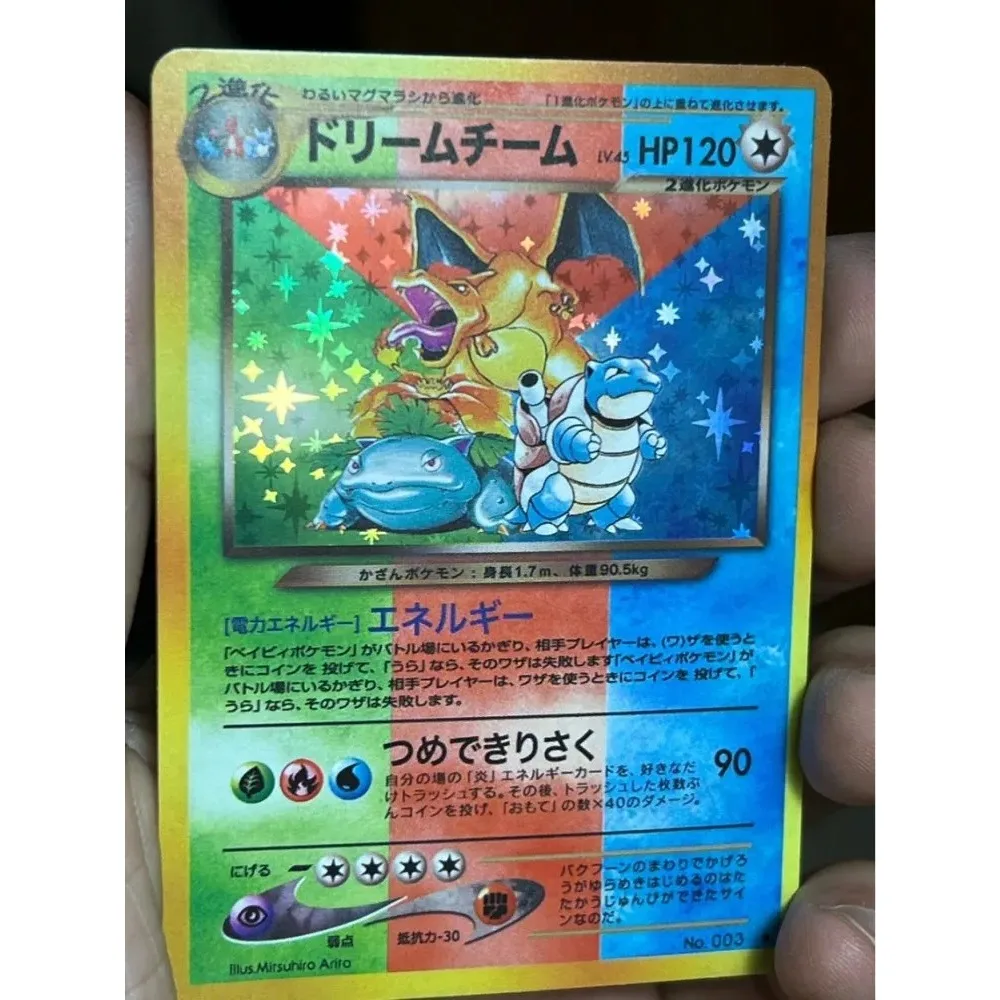 2進化
わるいマグマラシから進化
「1進化ポケモン」の上に重ねて進化させます。
ドリームチーム LV.45 HP120
2進化ポケモン
かざんポケモン：身長1.7m、体重90.5kg
[電力エネルギー] エネルギー
「ベイビィポケモン」がバトル場にいるかぎり、相手プレイヤーは、(ワ)ザを使うと
きにコインを 投げて、「うら」なら、そのワザは失敗します「ベイビィポケモン」が
バトル場にいるかぎり、相手プレイヤーは、ワザを使うときにコインを 投げて、「
うら」なら、そのワザは失敗します。
つめできりさく 90
自分の場の「炎」エネルギーカードを、好きなだ
けトラッシュする。その後、トラッシュした枚数ぶ
んコインを投げ、「おもて」の数×40のダメージ。
にげる
弱点
抵抗力-30
バクフーンのまわりでかげろ
うがゆらめきはじめるのはた
たかうじゅんびができたサイ
ンなのだ。
Illus.Mitsuhiro Arita
No. 003